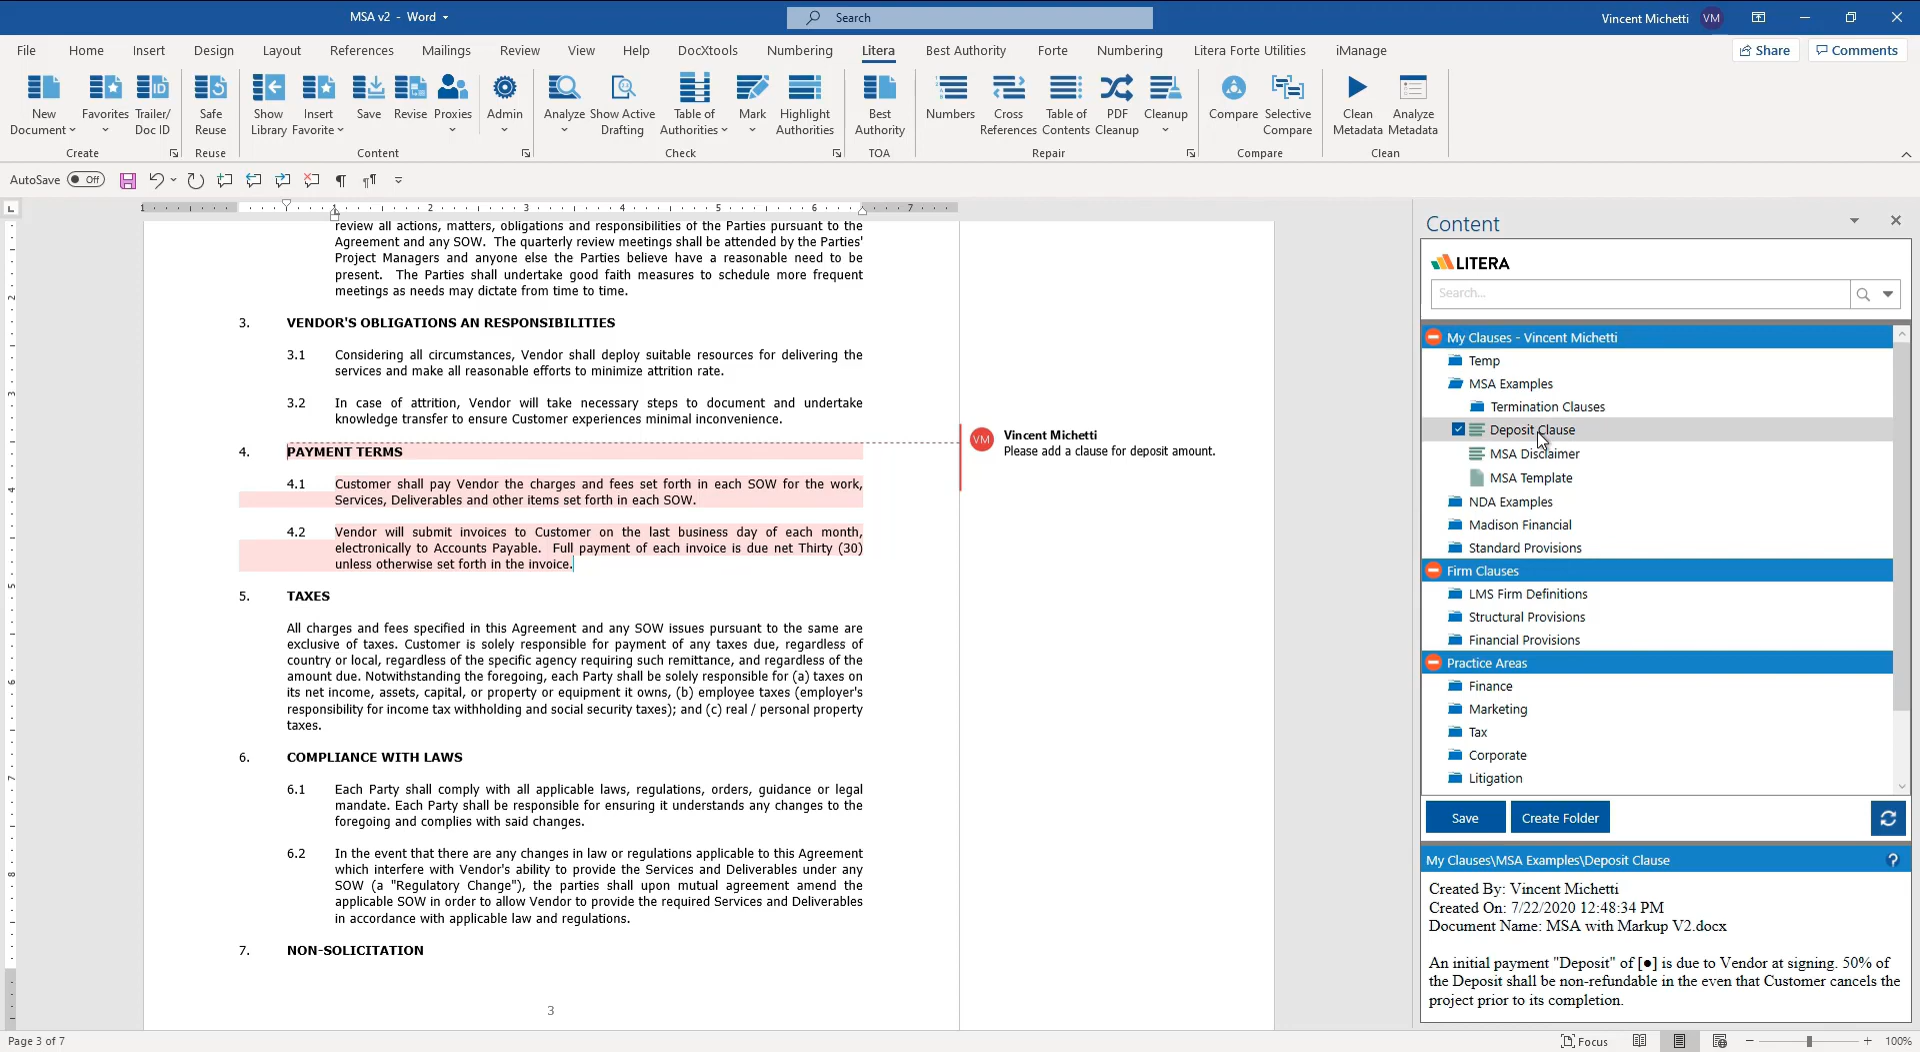 MSA v2 - Word
Search
Vincent Michetti VM
File Home Insert Design Layout References Mailings Review View Help DocXtools Numbering Litera Best Authority Forte Numbering Litera Forte Utilities iManage Share Comments
New Document
Favorites
Trailer/ Doc ID
Safe Reuse
Show Library
Insert Favorite
Save
Revise
Proxies
Admin
Analyze
Show Active Drafting
Table of Authorities
Mark
Highlight Authorities
Best Authority
Numbers
Cross References
Table of Contents
PDF Cleanup
Cleanup
Compare
Selective Compare
Clean Metadata
Analyze Metadata
Create Reuse Content Check TOA Repair Compare Clean
AutoSave Off
1 1 2 3 4 5 6 7
review all actions, matters, obligations and responsibilities of the Parties pursuant to the
Agreement and any SOW. The quarterly review meetings shall be attended by the Parties'
Project Managers and anyone else the Parties believe have a reasonable need to be
present. The Parties shall undertake good faith measures to schedule more frequent
meetings as needs may dictate from time to time.
3. VENDOR'S OBLIGATIONS AN RESPONSIBILITIES
3.1 Considering all circumstances, Vendor shall deploy suitable resources for delivering the
services and make all reasonable efforts to minimize attrition rate.
3.2 In case of attrition, Vendor will take necessary steps to document and undertake
knowledge transfer to ensure Customer experiences minimal inconvenience.
4. PAYMENT TERMS
4.1 Customer shall pay Vendor the charges and fees set forth in each SOW for the work,
Services, Deliverables and other items set forth in each SOW.
4.2 Vendor will submit invoices to Customer on the last business day of each month,
electronically to Accounts Payable. Full payment of each invoice is due net Thirty (30)
unless otherwise set forth in the invoice.
5. TAXES
All charges and fees specified in this Agreement and any SOW issues pursuant to the same are
exclusive of taxes. Customer is solely responsible for payment of any taxes due, regardless of
country or local, regardless of the specific agency requiring such remittance, and regardless of the
amount due. Notwithstanding the foregoing, each Party shall be solely responsible for (a) taxes on
its net income, assets, capital, or property or equipment it owns, (b) employee taxes (employer's
responsibility for income tax withholding and social security taxes); and (c) real / personal property
taxes.
6. COMPLIANCE WITH LAWS
6.1 Each Party shall comply with all applicable laws, regulations, orders, guidance or legal
mandate. Each Party shall be responsible for ensuring it understands any changes to the
foregoing and complies with said changes.
6.2 In the event that there are any changes in law or regulations applicable to this Agreement
which interfere with Vendor's ability to provide the Services and Deliverables under any
SOW (a "Regulatory Change"), the parties shall upon mutual agreement amend the
applicable SOW in order to allow Vendor to provide the required Services and Deliverables
in accordance with applicable law and regulations.
7. NON-SOLICITATION
3
VM Vincent Michetti
Please add a clause for deposit amount.
Content
LITERA
Search...
My Clauses - Vincent Michetti
Temp
MSA Examples
Termination Clauses
Deposit Clause
MSA Disclaimer
MSA Template
NDA Examples
Madison Financial
Standard Provisions
Firm Clauses
LMS Firm Definitions
Structural Provisions
Financial Provisions
Practice Areas
Finance
Marketing
Tax
Corporate
Litigation
Save Create Folder
My Clauses\MSA Examples\Deposit Clause ?
Created By: Vincent Michetti
Created On: 7/22/2020 12:48:34 PM
Document Name: MSA with Markup V2.docx
An initial payment "Deposit" of [●] is due to Vendor at signing. 50% of
the Deposit shall be non-refundable in the even that Customer cancels the
project prior to its completion.
Page 3 of 7
Focus
100%